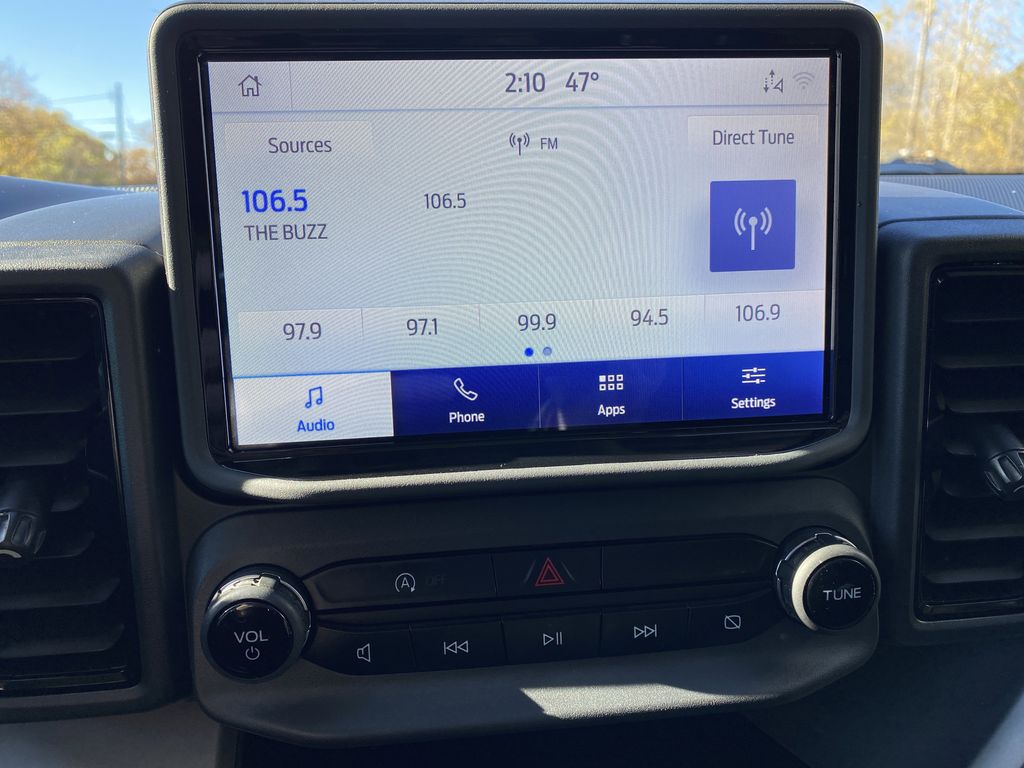 2:10 47°
Sources
FM
Direct Tune
106.5
106.5
THE BUZZ
97.9
97.1
99.9
94.5
106.9
Audio
Phone
Apps
Settings
A OFF
VOL
TUNE